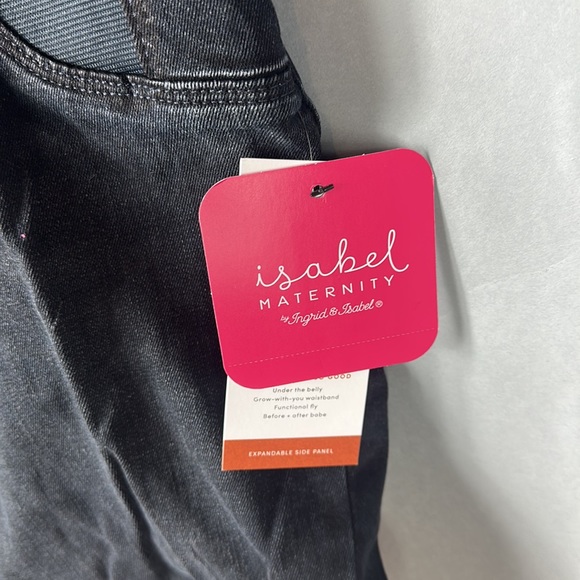 isabel
MATERNITY
by Ingrid & Isabel®
Under the belly
Grow-with-you waistband
Functional fly
Before + after babe
EXPANDABLE SIDE PANEL